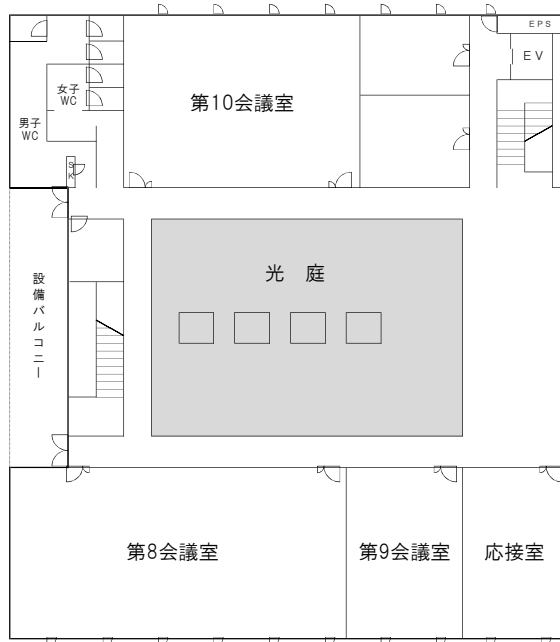 EPS
EV
女子
WC
第10会議室
男子
WC
SK
光　庭
設備バルコニー
第8会議室
第9会議室
応接室